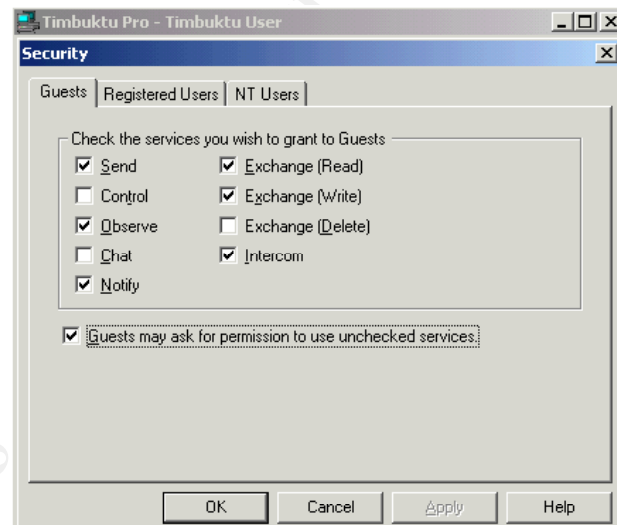 Timbuktu Pro - Timbuktu User
Security
Guests Registered Users NT Users
Check the services you wish to grant to Guests
Send Exchange (Read)
Control Exchange (Write)
Observe Exchange (Delete)
Chat Intercom
Notify
Guests may ask for permission to use unchecked services.
OK Cancel Apply Help